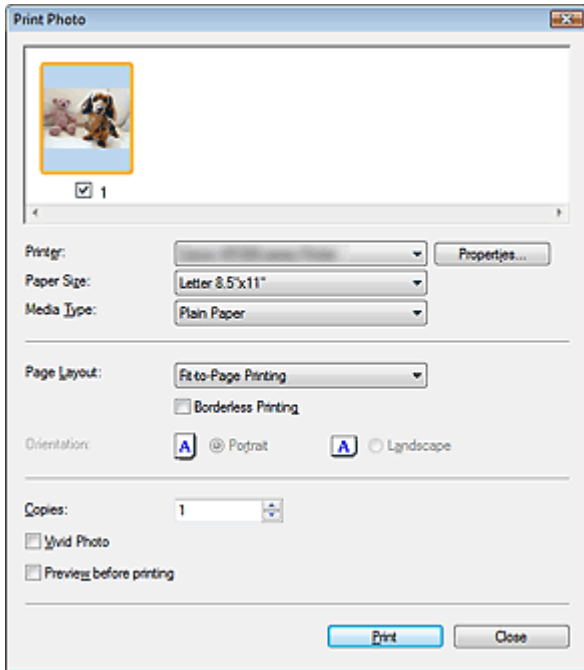 Print Photo
1
Printer: Properties...
Paper Size: Letter 8.5"x11"
Media Type: Plain Paper
Page Layout: Fit-to-Page Printing
Borderless Printing
Orientation: A Portrait A Landscape
Copies: 1
Vivid Photo
Preview before printing
Print Close